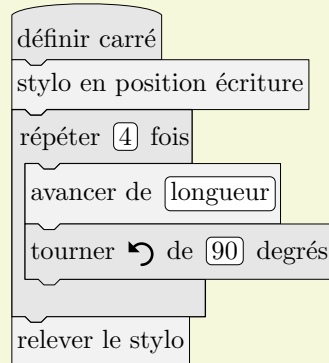 définir carré
stylo en position écriture
répéter 4 fois
avancer de longueur
tourner de 90 degrés
relever le stylo